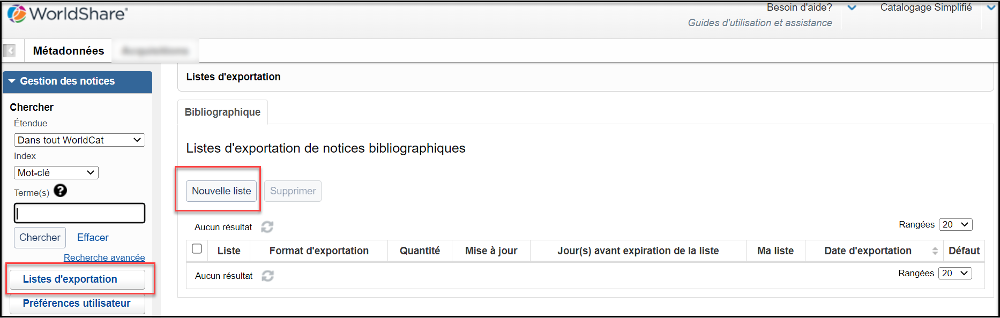 WorldShare®
Besoin d'aide?
Catalogage Simplifié
Guides d'utilisation et assistance
Métadonnées
Gestion des notices
Chercher
Étendue
Dans tout WorldCat
Index
Mot-clé
Terme(s) ?
Chercher Effacer
Recherche avancée
Listes d'exportation
Préférences utilisateur
Listes d'exportation
Bibliographique
Listes d'exportation de notices bibliographiques
Nouvelle liste Supprimer
Aucun résultat Rangées 20
Liste Format d'exportation Quantité Mise à jour Jour(s) avant expiration de la liste Ma liste Date d'exportation Défaut
Aucun résultat Rangées 20